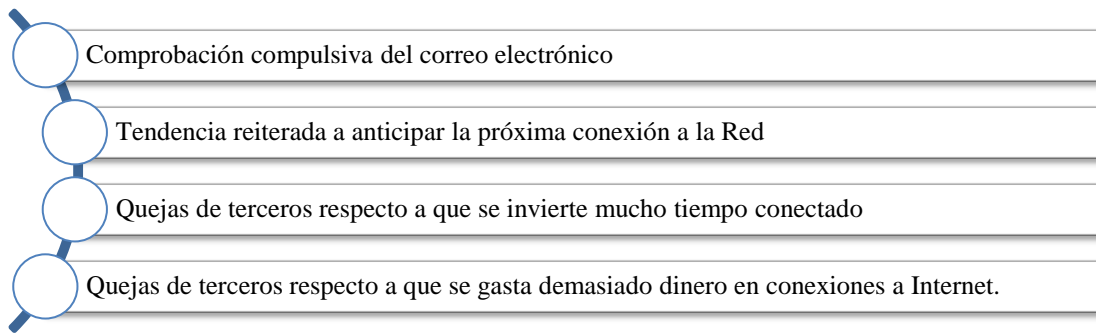 Comprobación compulsiva del correo electrónico
Tendencia reiterada a anticipar la próxima conexión a la Red
Quejas de terceros respecto a que se invierte mucho tiempo conectado
Quejas de terceros respecto a que se gasta demasiado dinero en conexiones a Internet.